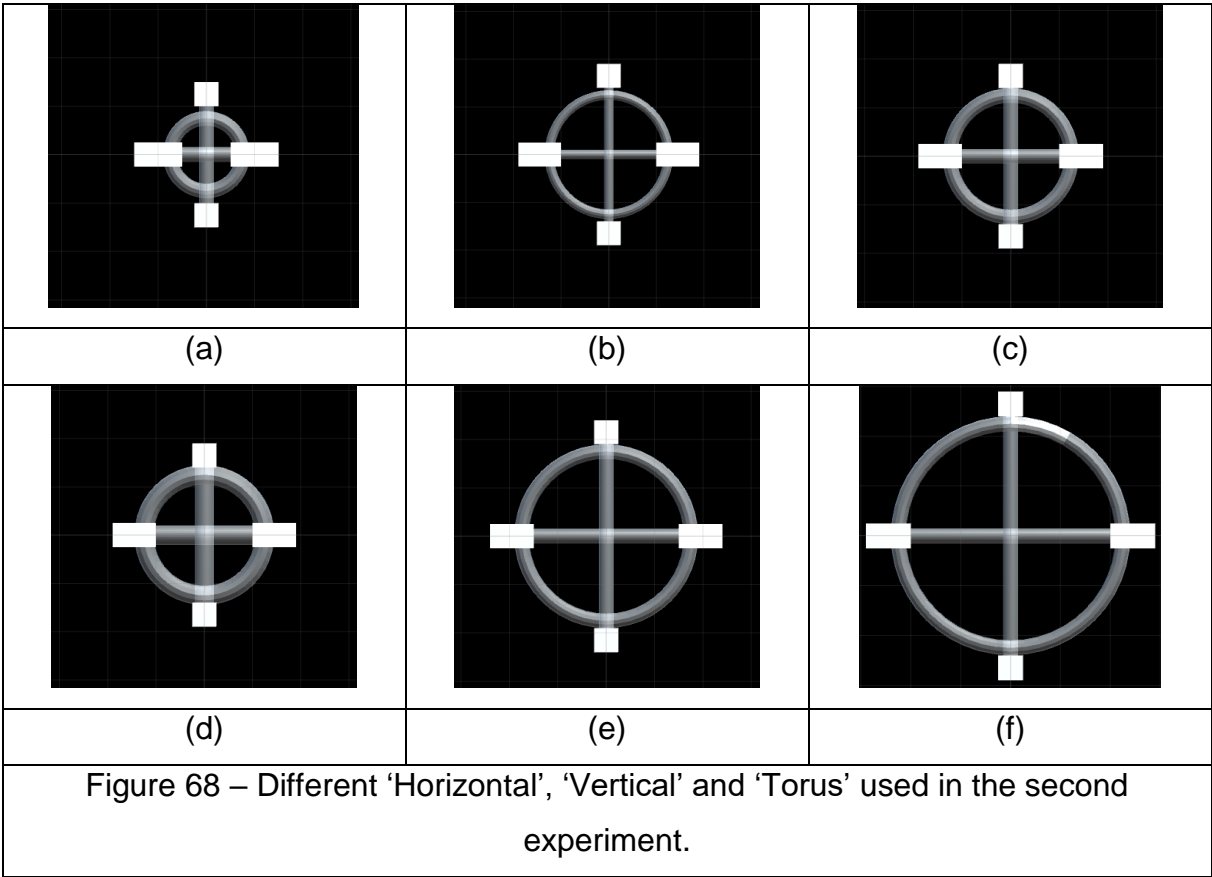 (a) (b) (c)
(d) (e) (f)
Figure 68 – Different ‘Horizontal’, ‘Vertical’ and ‘Torus’ used in the second
experiment.